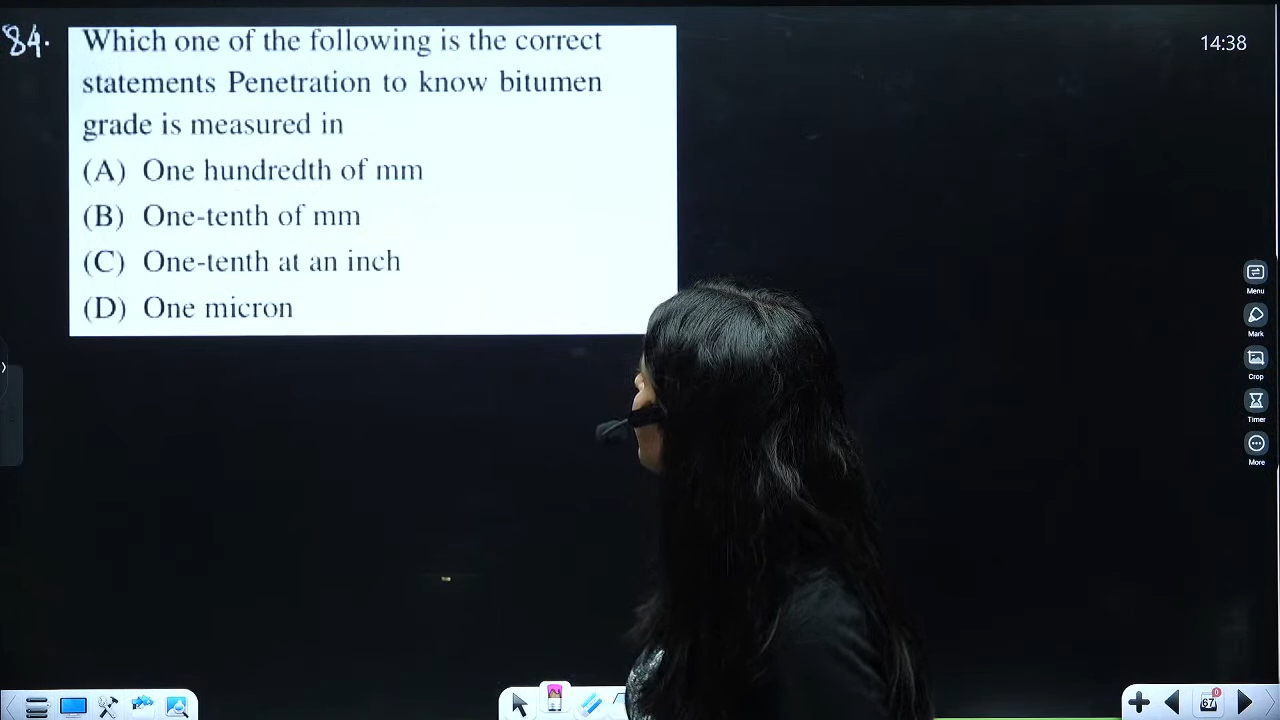 84.
Which one of the following is the correct
statements Penetration to know bitumen
grade is measured in
(A) One hundredth of mm
(B) One-tenth of mm
(C) One-tenth at an inch
(D) One micron
14:38
Menu
Mark
Crop
Timer
More
67
0